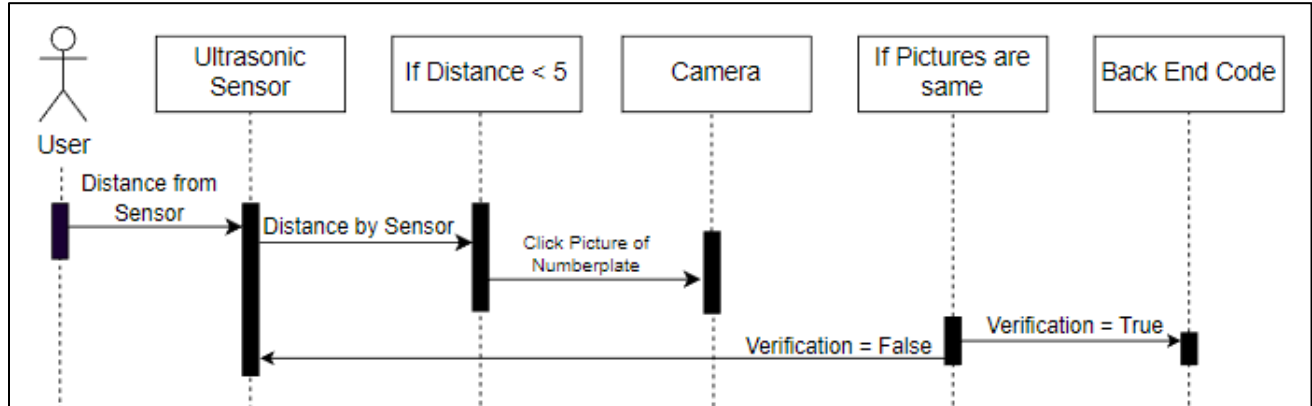 Ultrasonic
Sensor
If Distance < 5
Camera
If Pictures are
same
Back End Code
User
Distance from
Sensor
Distance by Sensor
Click Picture of
Numberplate
Verification = True
Verification = False